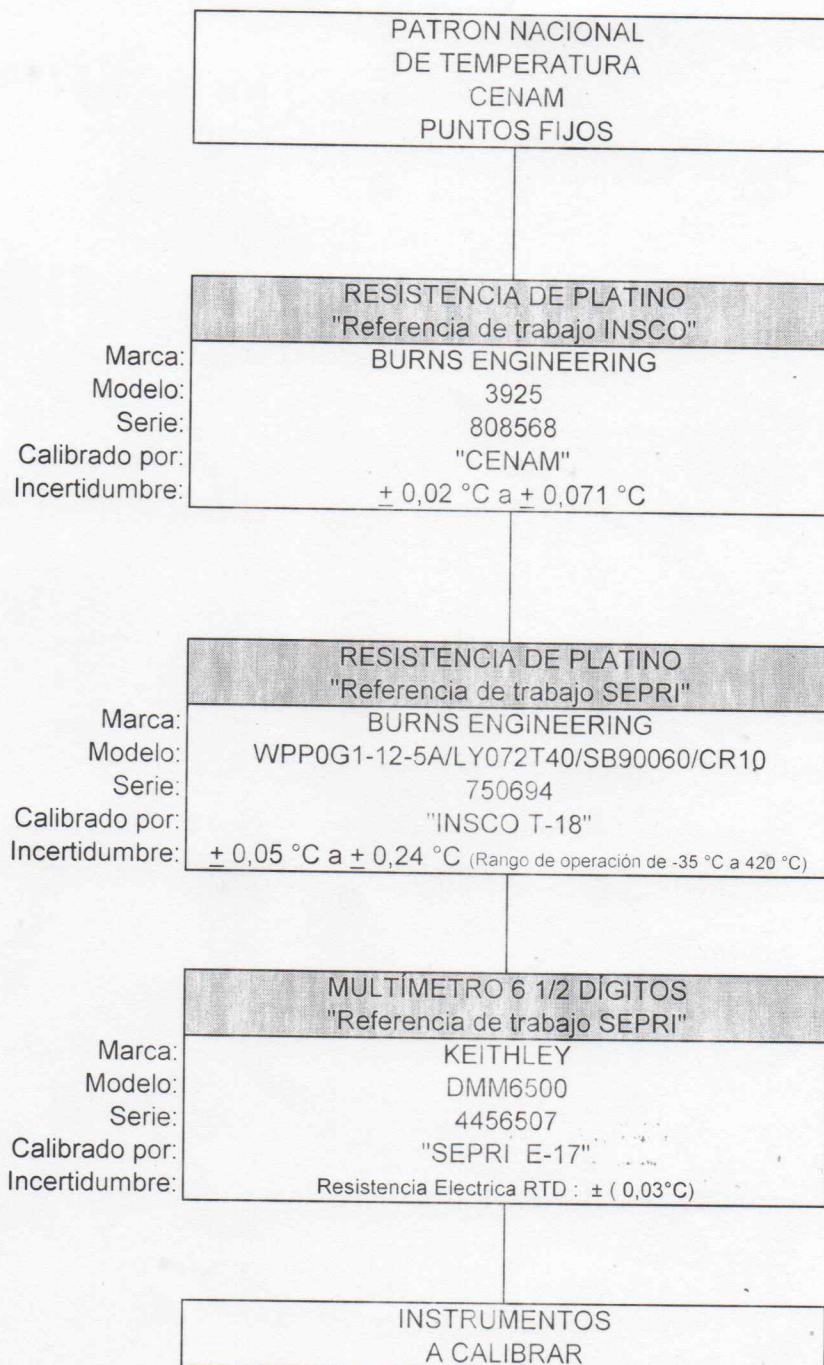 PATRON NACIONAL
DE TEMPERATURA
CENAM
PUNTOS FIJOS
RESISTENCIA DE PLATINO
"Referencia de trabajo INSCO"
Marca: BURNS ENGINEERING
Modelo: 3925
Serie: 808568
Calibrado por: "CENAM"
Incertidumbre: ± 0,02 °C a ± 0,071 °C
RESISTENCIA DE PLATINO
"Referencia de trabajo SEPRI"
Marca: BURNS ENGINEERING
Modelo: WPP0G1-12-5A/LY072T40/SB90060/CR10
Serie: 750694
Calibrado por: "INSCO T-18"
Incertidumbre: ± 0,05 °C a ± 0,24 °C (Rango de operación de -35 °C a 420 °C)
MULTÍMETRO 6 1/2 DÍGITOS
"Referencia de trabajo SEPRI"
Marca: KEITHLEY
Modelo: DMM6500
Serie: 4456507
Calibrado por: "SEPRI E-17"
Incertidumbre: Resistencia Electrica RTD : ± ( 0,03°C)
INSTRUMENTOS
A CALIBRAR